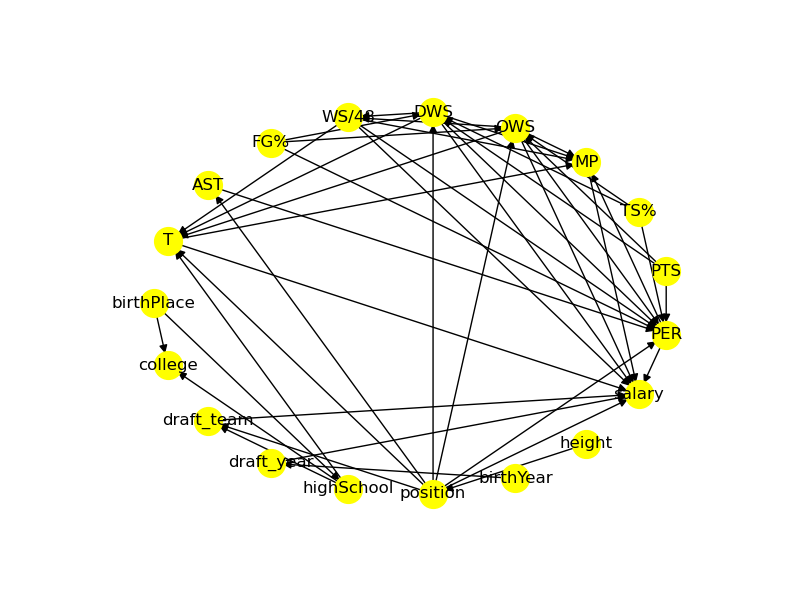 WS/48
DWS
OWS
FG%
MP
AST
TS%
T
PTS
birthPlace
PER
college
salary
draft_team
height
draft_year
birthYear
highSchool
position